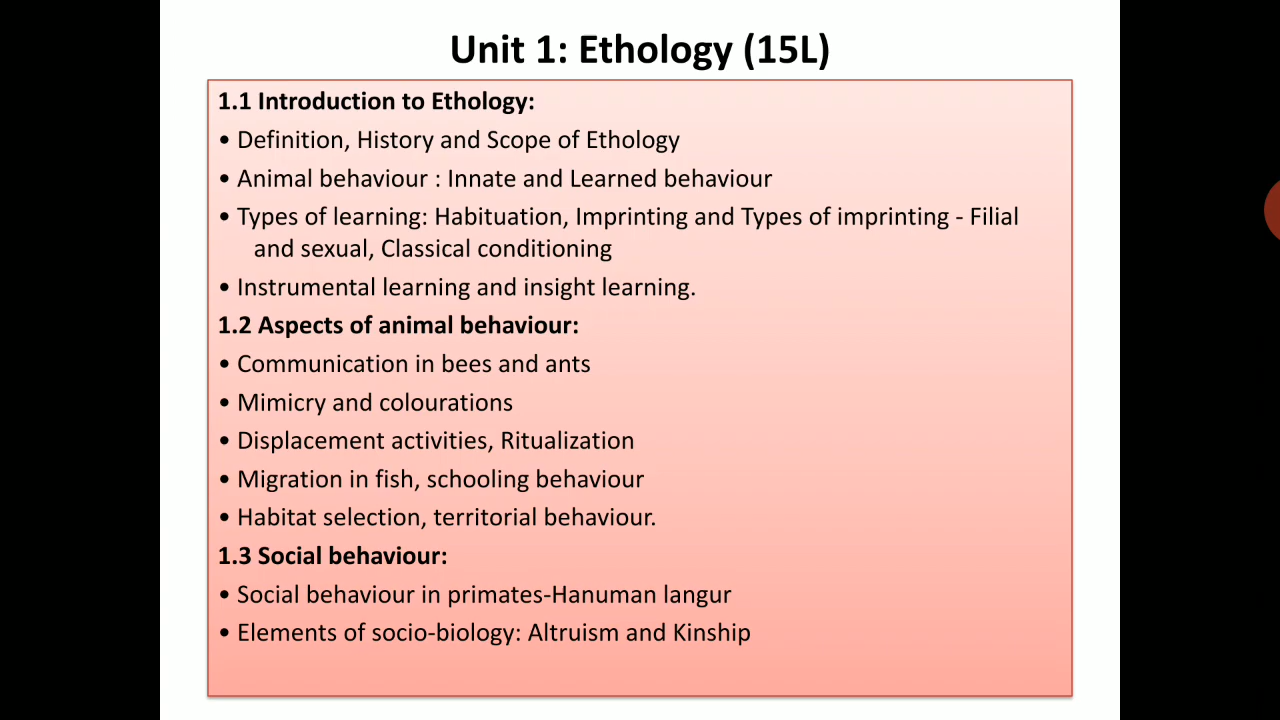 Unit 1: Ethology (15L)
1.1 Introduction to Ethology:
• Definition, History and Scope of Ethology
• Animal behaviour : Innate and Learned behaviour
• Types of learning: Habituation, Imprinting and Types of imprinting - Filial
and sexual, Classical conditioning
• Instrumental learning and insight learning.
1.2 Aspects of animal behaviour:
• Communication in bees and ants
• Mimicry and colourations
• Displacement activities, Ritualization
• Migration in fish, schooling behaviour
• Habitat selection, territorial behaviour.
1.3 Social behaviour:
• Social behaviour in primates-Hanuman langur
• Elements of socio-biology: Altruism and Kinship